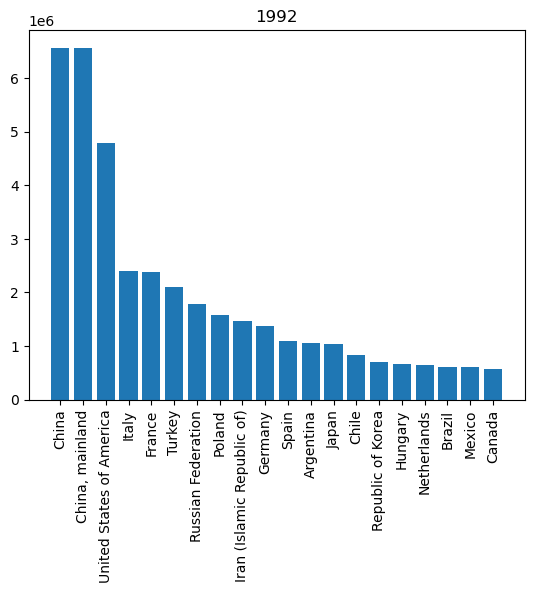 1992
1e6
6
5
4
3
2
1
0
China
China, mainland
United States of America
Italy
France
Turkey
Russian Federation
Poland
Iran (Islamic Republic of)
Germany
Spain
Argentina
Japan
Chile
Republic of Korea
Hungary
Netherlands
Brazil
Mexico
Canada